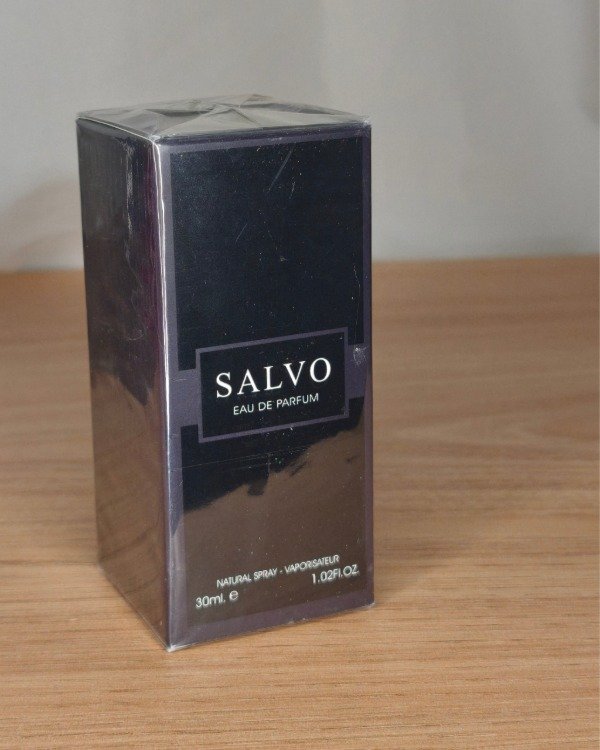 SALVO
EAU DE PARFUM
NATURAL SPRAY - VAPORISATEUR
30ml. e 1.02Fl.OZ.